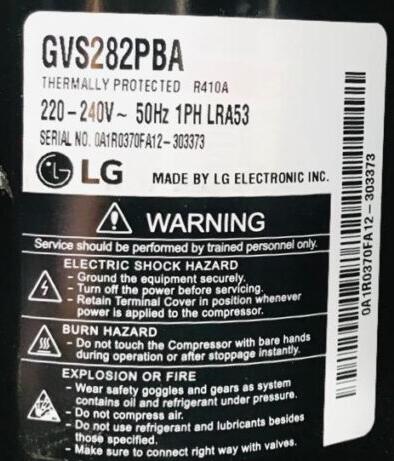 GVS282PBA
THERMALLY PROTECTED R410A
220-240V~ 50Hz 1PH LRA53
SERIAL NO. 0A1R0370FA12-303373
LG MADE BY LG ELECTRONIC INC.
WARNING
Service should be performed by trained personnel only.
ELECTRIC SHOCK HAZARD
- Ground the equipment securely.
- Turn off the power before servicing.
- Retain Terminal Cover in position whenever
power is applied to the compressor.
BURN HAZARD
- Do not touch the Compressor with bare hands
during operation or after stoppage instantly.
EXPLOSION OR FIRE
- Wear safety goggles and gears as system
contains oil and refrigerant under pressure.
- Do not compress air.
- Do not use refrigerant and lubricants besides
those specified.
- Make sure to connect right way with valves.
0A1R0370FA12-303373